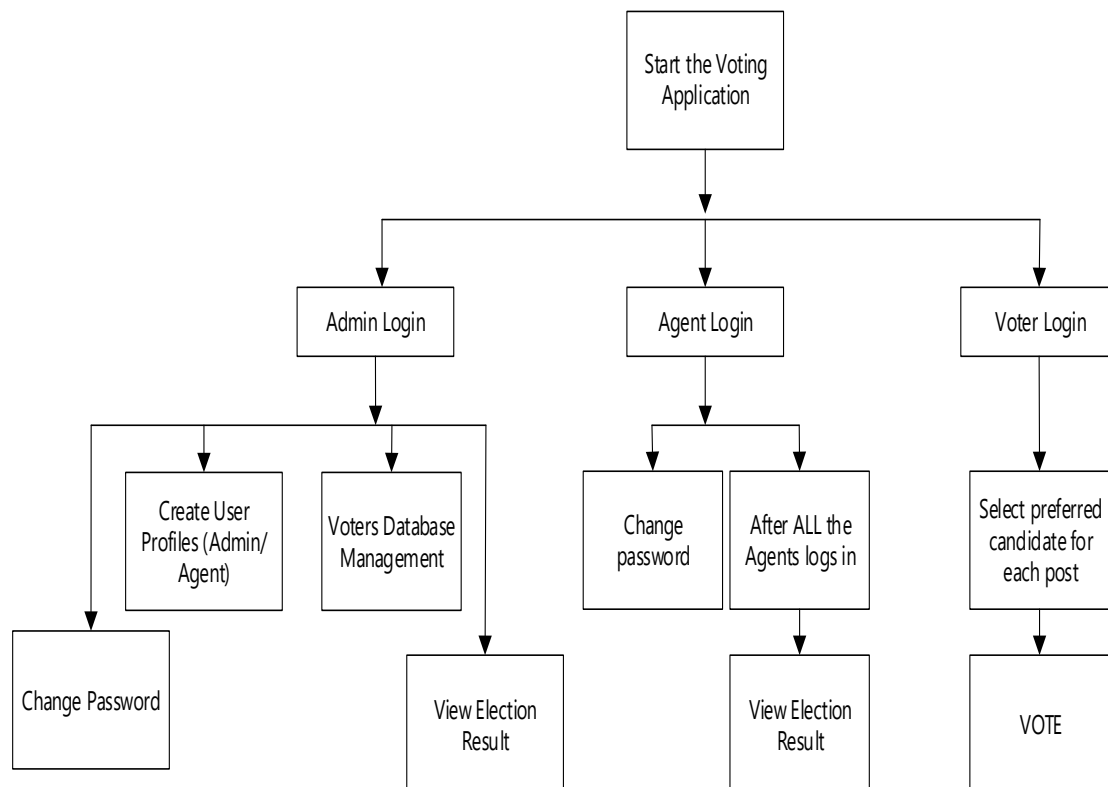 Start the Voting
Application
Admin Login
Agent Login
Voter Login
Create User
Profiles (Admin/
Agent)
Voters Database
Management
Change
password
After ALL the
Agents logs in
Select preferred
candidate for
each post
Change Password
View Election
Result
View Election
Result
VOTE